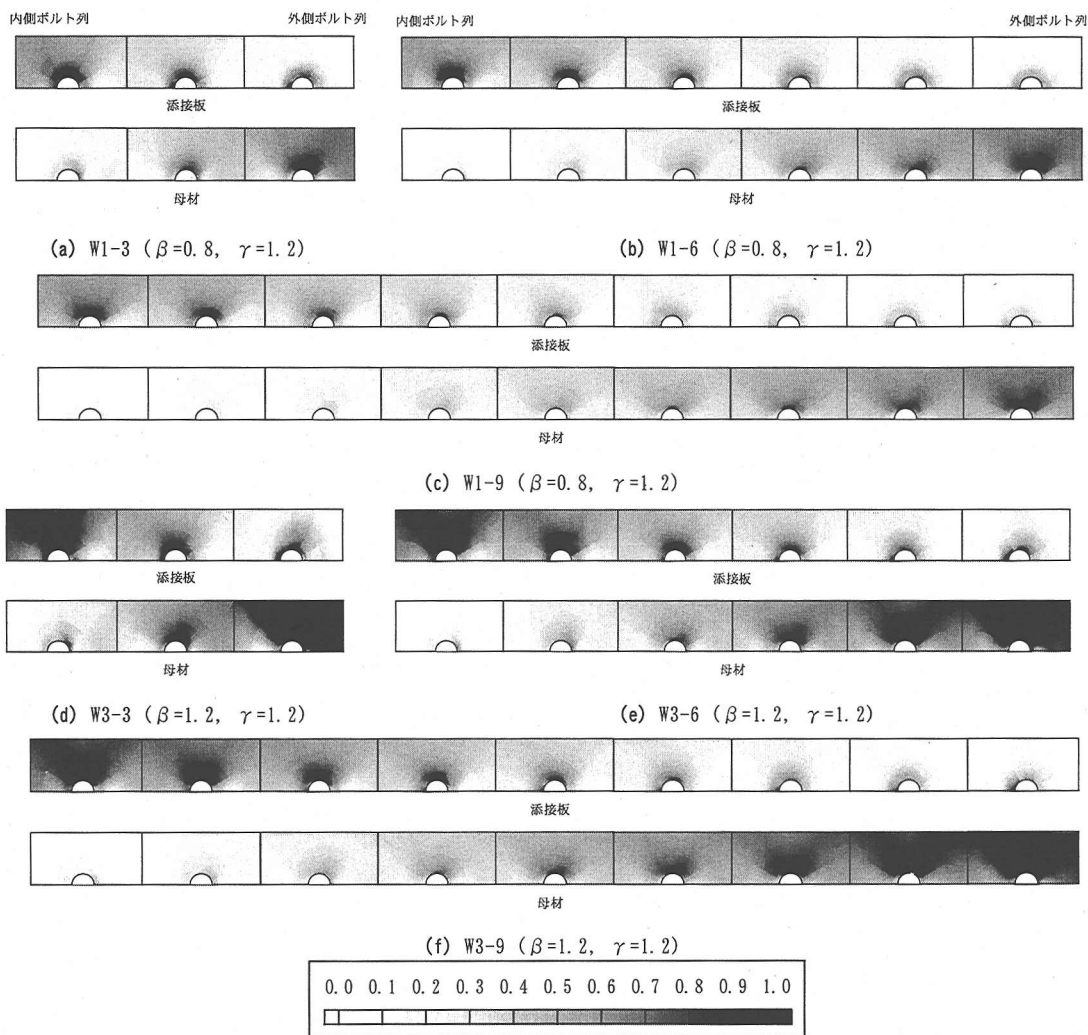 内側ボルト列
外側ボルト列
内側ボルト列
外側ボルト列
添接板
添接板
母材
母材
(a) W1-3 (β=0.8, γ=1.2)
(b) W1-6 (β=0.8, γ=1.2)
添接板
母材
(c) W1-9 (β=0.8, γ=1.2)
添接板
添接板
母材
母材
(d) W3-3 (β=1.2, γ=1.2)
(e) W3-6 (β=1.2, γ=1.2)
添接板
母材
(f) W3-9 (β=1.2, γ=1.2)
0.0 0.1 0.2 0.3 0.4 0.5 0.6 0.7 0.8 0.9 1.0